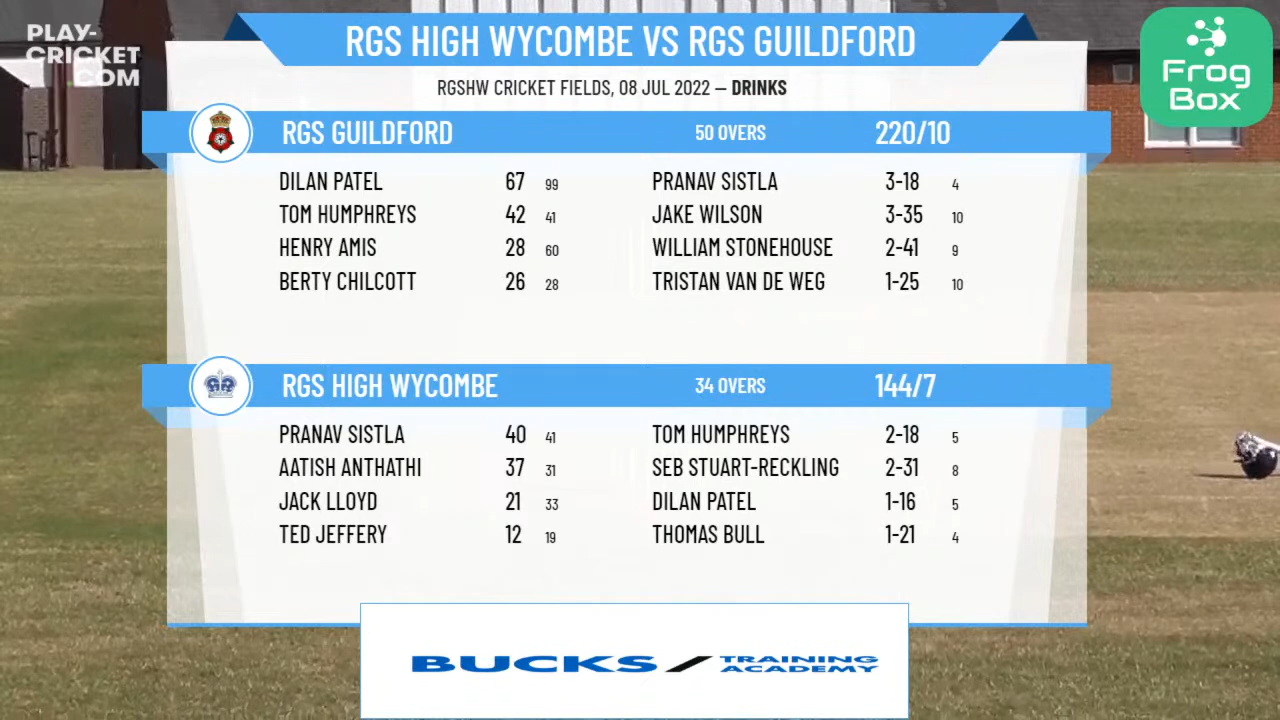 PLAY-
CRICKET
.COM
RGS HIGH WYCOMBE VS RGS GUILDFORD
Frog
Box
RGSHW CRICKET FIELDS, 08 JUL 2022 – DRINKS
RGS GUILDFORD 50 OVERS 220/10
DILAN PATEL 67 99 PRANAV SISTLA 3-18 4
TOM HUMPHREYS 42 41 JAKE WILSON 3-35 10
HENRY AMIS 28 60 WILLIAM STONEHOUSE 2-41 9
BERTY CHILCOTT 26 28 TRISTAN VAN DE WEG 1-25 10
RGS HIGH WYCOMBE 34 OVERS 144/7
PRANAV SISTLA 40 41 TOM HUMPHREYS 2-18 5
AATISH ANTHATHI 37 31 SEB STUART-RECKLING 2-31 8
JACK LLOYD 21 33 DILAN PATEL 1-16 5
TED JEFFERY 12 19 THOMAS BULL 1-21 4
BUCKS TRAINING
ACADEMY